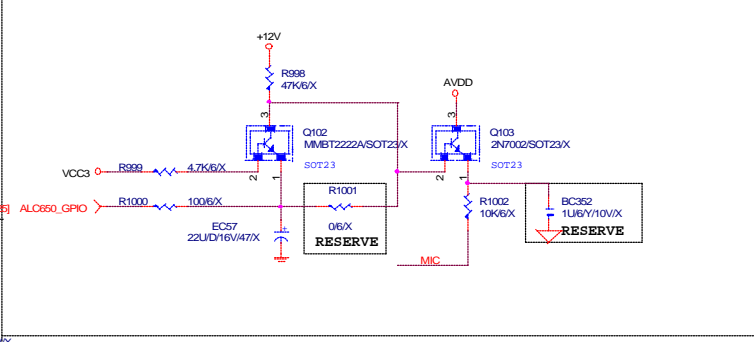 +12V
R998
47K/6/X
AVDD
3
3
Q102
MMBT2222A/SOT23/X
Q103
2N7002/SOT23/X
SOT23
SOT23
VCC3
R999
4.7K/6/X
2
1
2
1
R1001
ALC650_GPIO
R1000
100/6/X
R1002
10K/6/X
BC352
1U/6/Y/10V/X
EC57
22U/D/16V/47/X
0/6/X
RESERVE
RESERVE
MIC